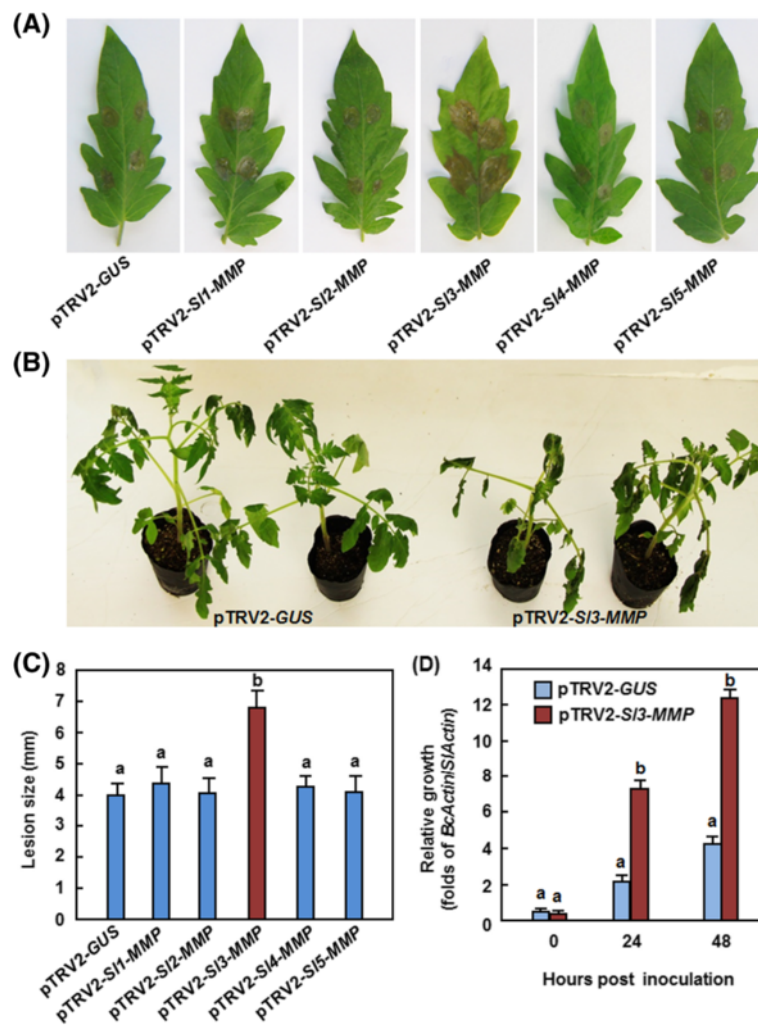 (A)
pTRV2-GUS
pTRV2-Sl1-MMP
pTRV2-Sl2-MMP
pTRV2-Sl3-MMP
pTRV2-Sl4-MMP
pTRV2-Sl5-MMP
(B)
pTRV2-GUS
pTRV2-Sl3-MMP
(C)
Lesion size (mm)
8
7
6
5
4
3
2
1
0
a
a
a
b
a
a
pTRV2-GUS
pTRV2-Sl1-MMP
pTRV2-Sl2-MMP
pTRV2-Sl3-MMP
pTRV2-Sl4-MMP
pTRV2-Sl5-MMP
(D)
Relative growth
(folds of BcActin/SlActin)
14
12
10
8
6
4
2
0
pTRV2-GUS
pTRV2-Sl3-MMP
a
a
a
b
a
b
0
24
48
Hours post inoculation